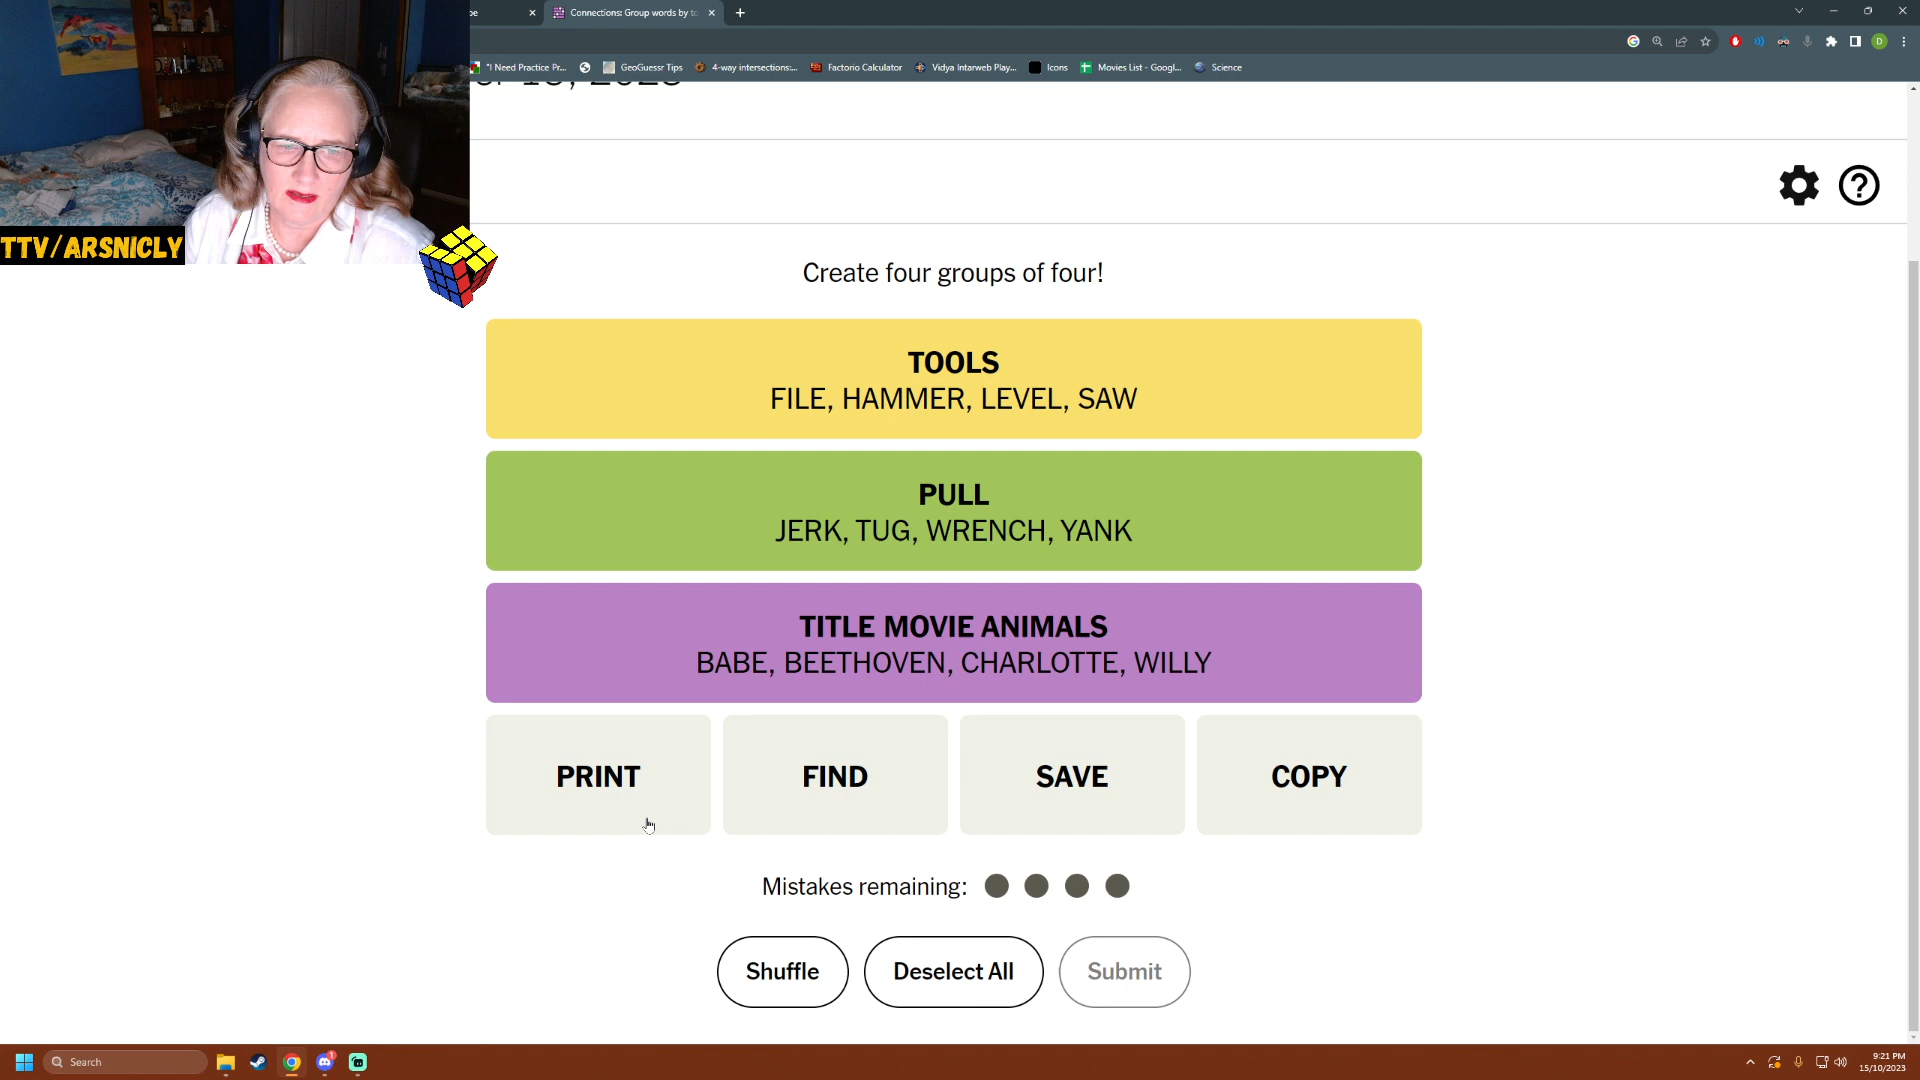 Connections: Group words by to
"I Need Practice Pr...
GeoGuessr Tips
4-way intersections:...
Factorio Calculator
Vidya Intarweb Play...
Icons
Movies List - Googl...
Science
D
TTV/ARSNICLY
Create four groups of four!
TOOLS
FILE, HAMMER, LEVEL, SAW
PULL
JERK, TUG, WRENCH, YANK
TITLE MOVIE ANIMALS
BABE, BEETHOVEN, CHARLOTTE, WILLY
PRINT FIND SAVE COPY
Mistakes remaining:
Shuffle Deselect All Submit
Search
1
9:21 PM
15/10/2023